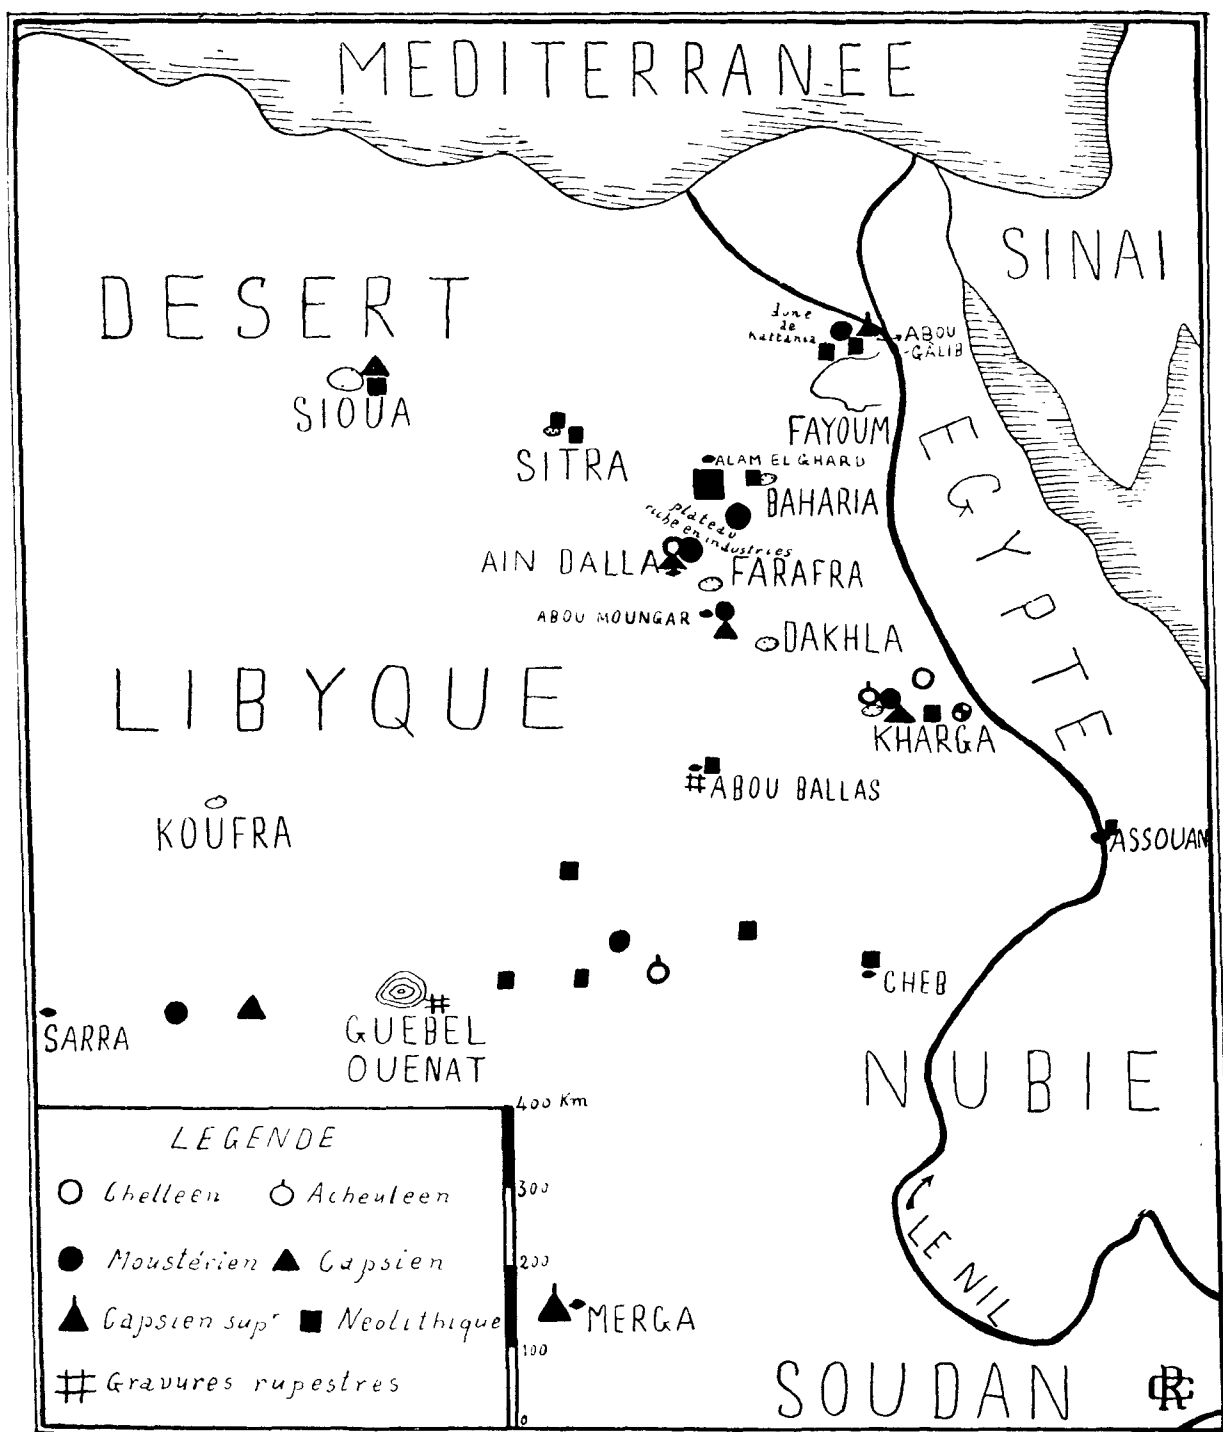 MEDITERRANEE
SINAI
DESERT
dune
de
Kattania
ABOU
GÂLIB
SIOUA
FAYOUM
EGYPTE
SITRA
ALAM EL GHARD
BAHARIA
plateau
riche en industries
AIN DALLA
FARAFRA
ABOU MOUNGAR
DAKHLA
LIBYQUE
KHARGA
ABOU BALLAS
KOUFRA
ASSOUAN
CHEB
SARRA
GUEBEL
OUENAT
NUBIE
400 Km
LEGENDE
300
Chelleen
Acheuleen
LE NIL
200
Moustérien
Capsien
Capsien supr
Neolithique
MERGA
100
Gravures rupestres
SOUDAN
0